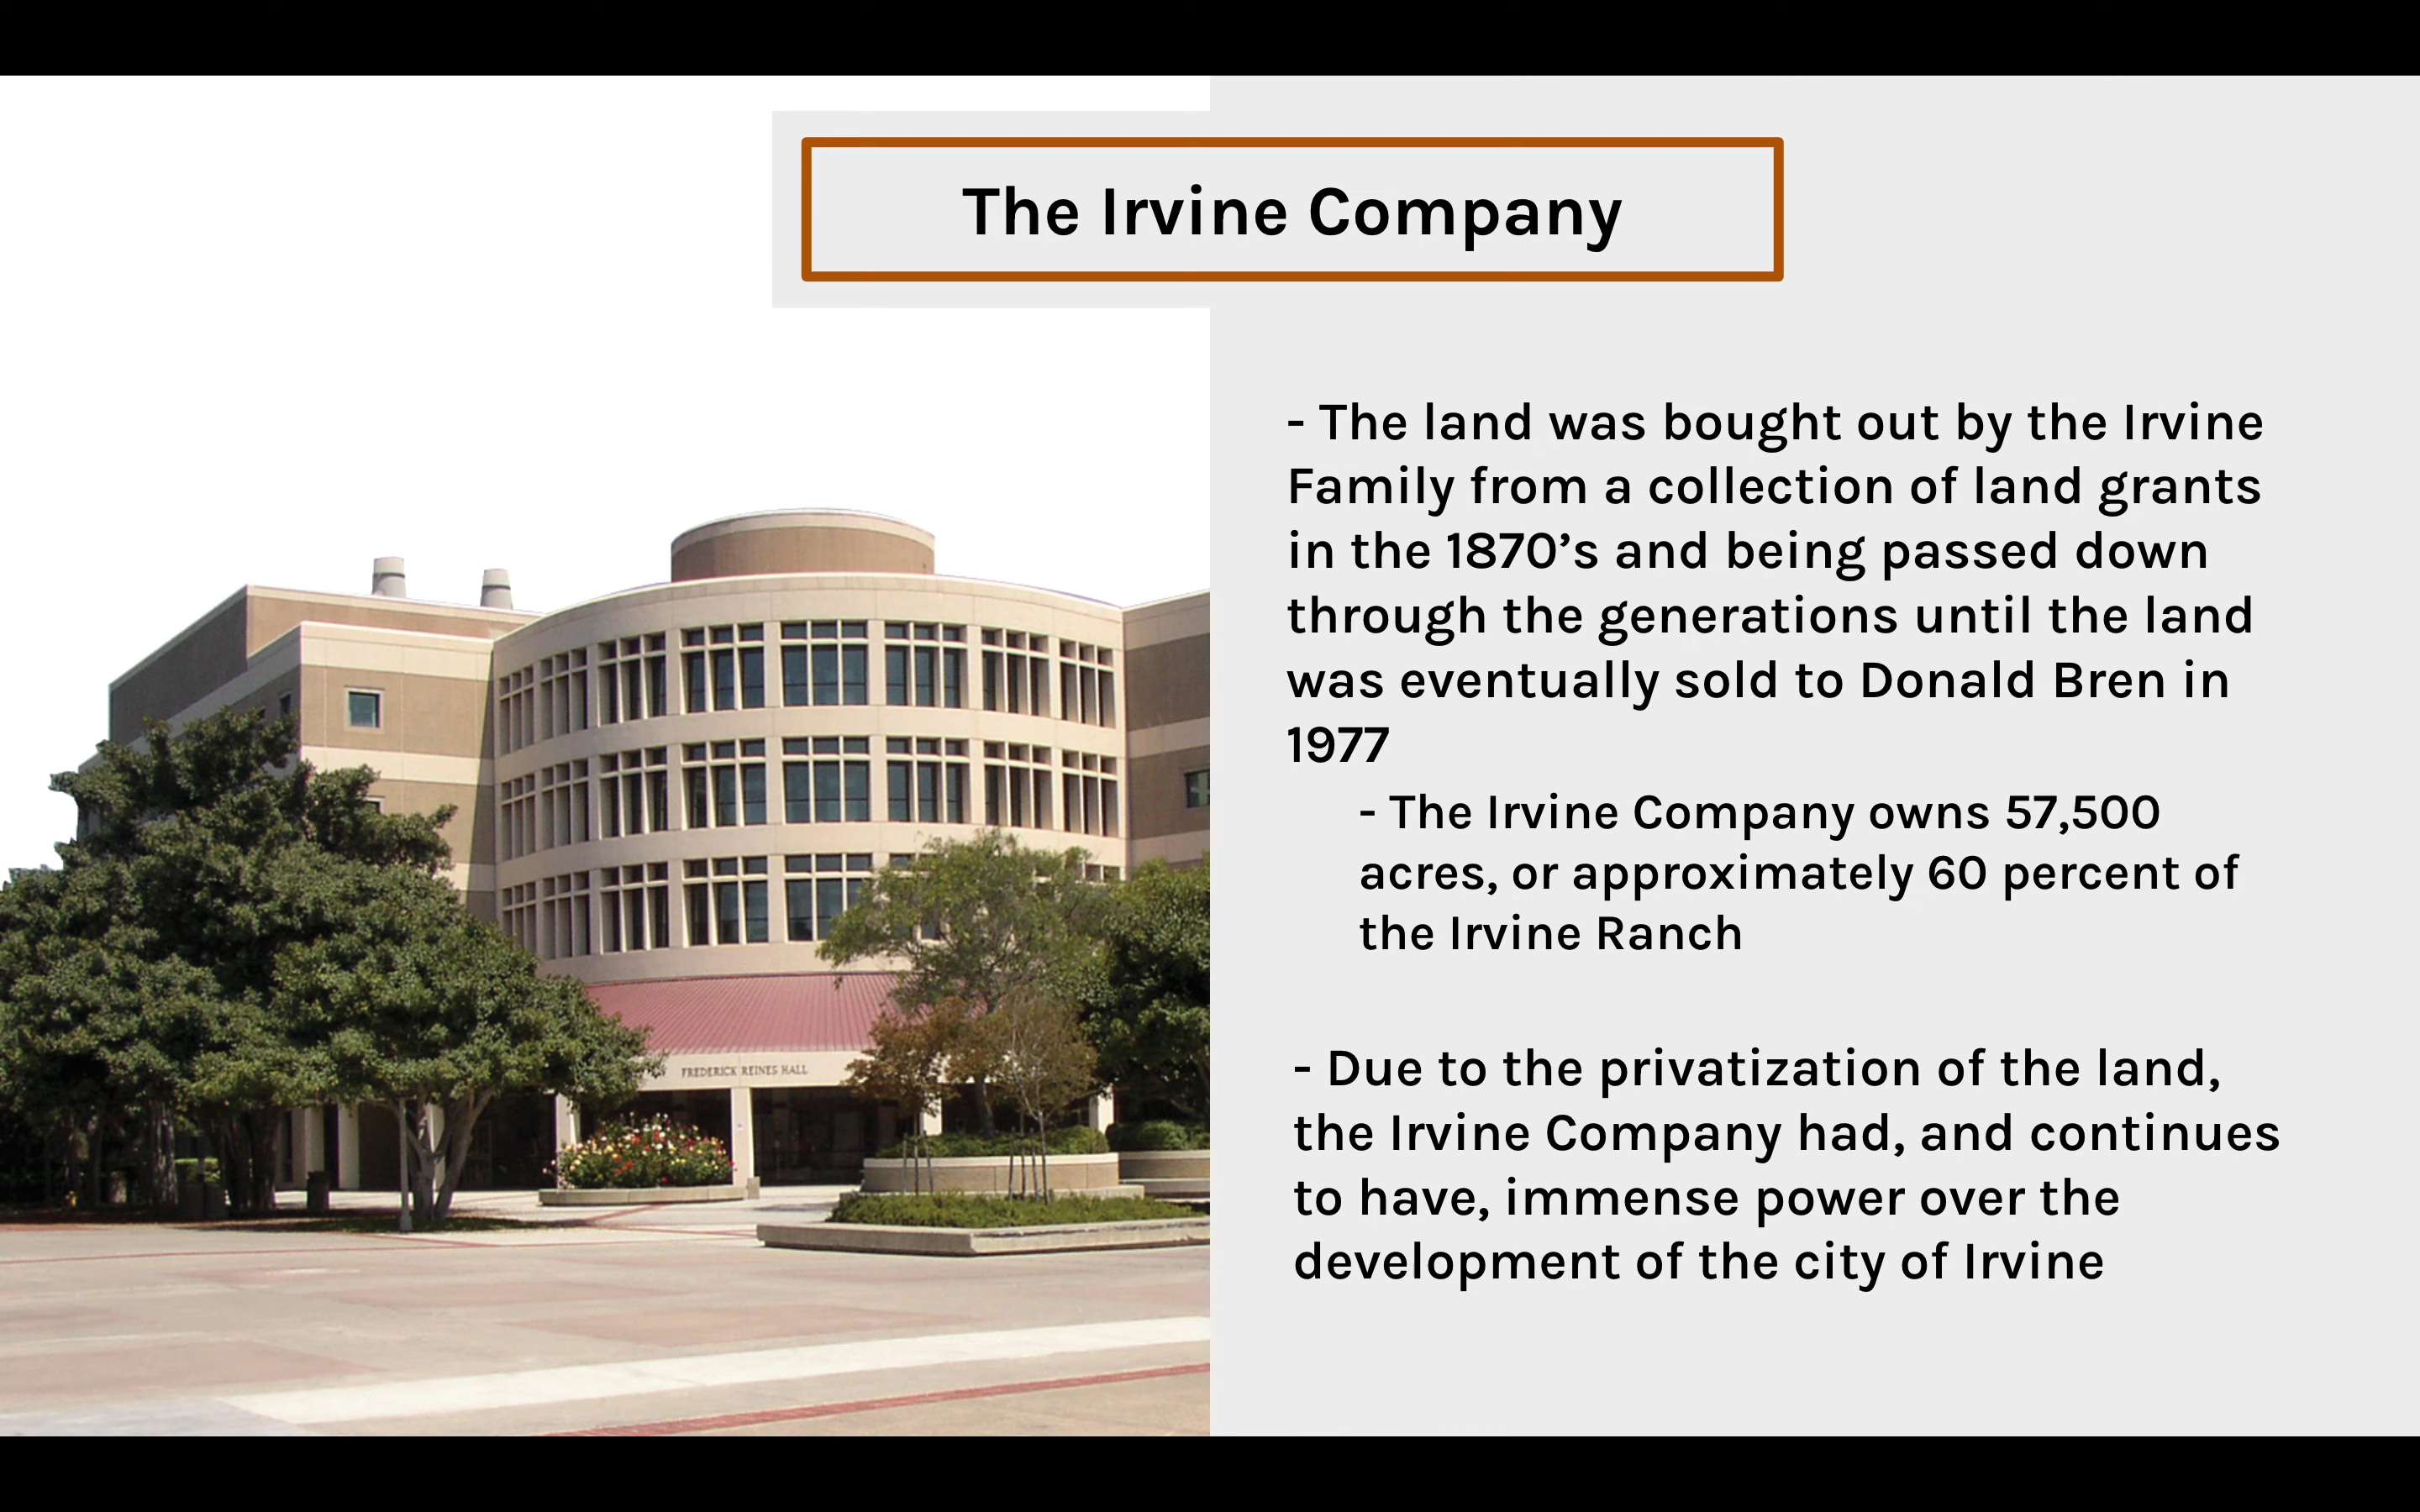 The Irvine Company
- The land was bought out by the Irvine
Family from a collection of land grants
in the 1870’s and being passed down
through the generations until the land
was eventually sold to Donald Bren in
1977
- The Irvine Company owns 57,500
acres, or approximately 60 percent of
the Irvine Ranch
- Due to the privatization of the land,
the Irvine Company had, and continues
to have, immense power over the
development of the city of Irvine
FREDERICK REINES HALL